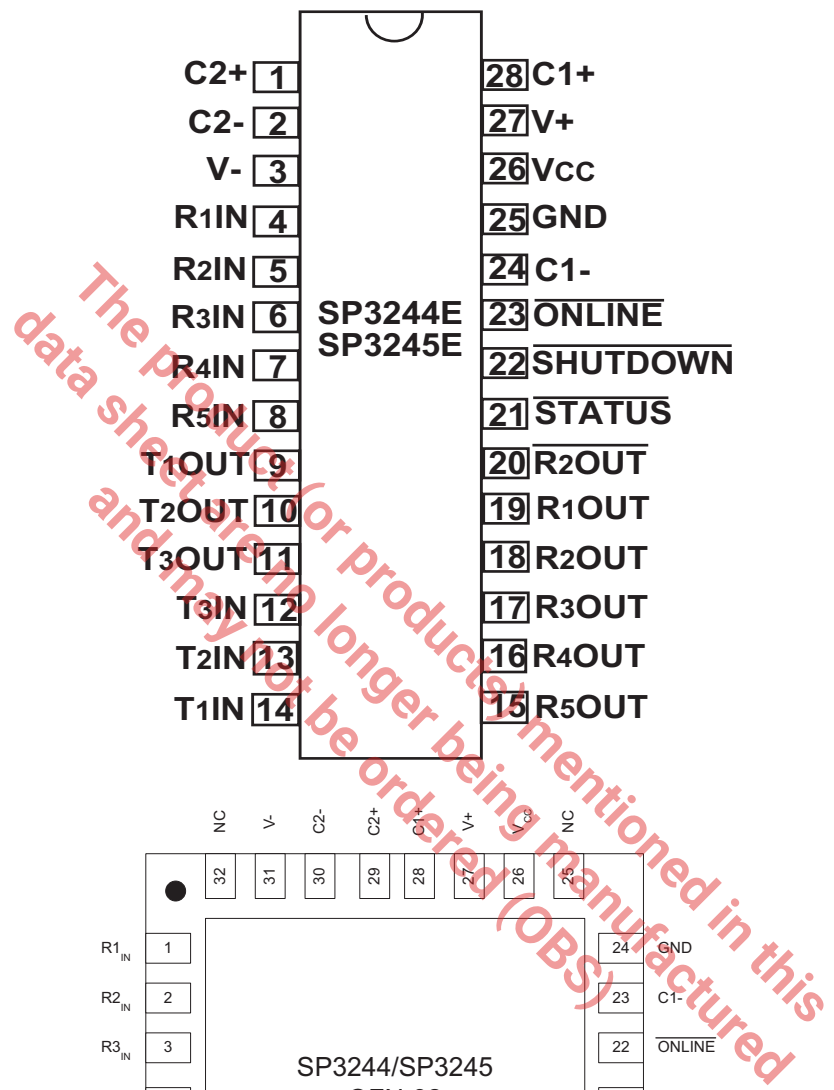 C2+ 1
C2- 2
V- 3
R1IN 4
R2IN 5
R3IN 6
R4IN 7
R5IN 8
T1OUT 9
T2OUT 10
T3OUT 11
T3IN 12
T2IN 13
T1IN 14
SP3244E
SP3245E
28 C1+
27 V+
26 VCC
25 GND
24 C1-
23 ONLINE
22 SHUTDOWN
21 STATUS
20 R2OUT
19 R1OUT
18 R2OUT
17 R3OUT
16 R4OUT
15 R5OUT
The product (or products) mentioned in this
data sheet are no longer being manufactured
and may not be ordered (OBS)
NC V- C2- C2+ C1+ V+ VCC NC
32 31 30 29 28 27 26 25
R1IN 1
R2IN 2
R3IN 3
SP3244/SP3245
24 GND
23 C1-
22 ONLINE